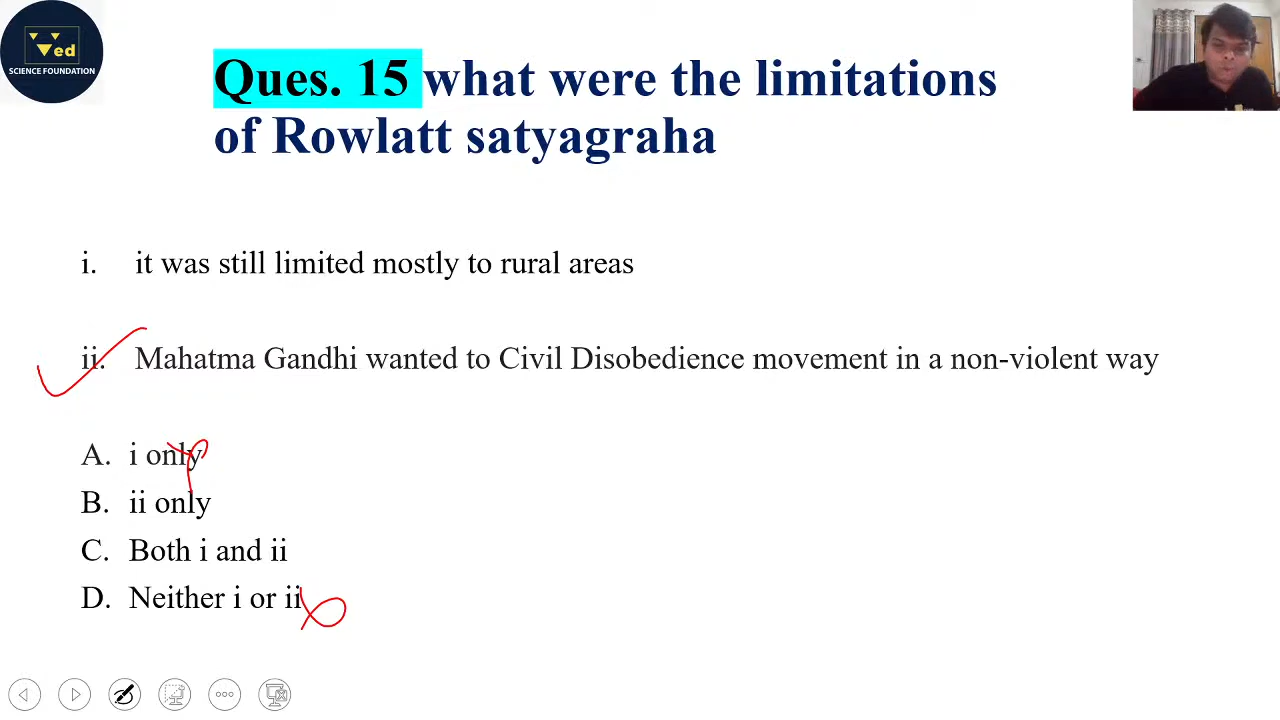 ed
SCIENCE FOUNDATION
Ques. 15 what were the limitations
of Rowlatt satyagraha
i. it was still limited mostly to rural areas
ii. Mahatma Gandhi wanted to Civil Disobedience movement in a non-violent way
A. i only
B. ii only
C. Both i and ii
D. Neither i or ii